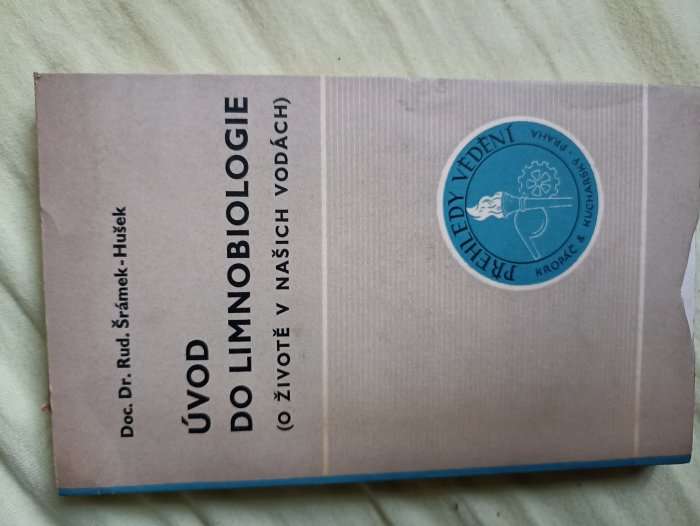 Doc. Dr. Rud. Šrámek-Hušek
ÚVOD
DO LIMNOBIOLOGIE
(O ŽIVOTĚ V NAŠICH VODÁCH)
PŘEHLEDY VĚDĚNÍ
KROPÁČ & KUCHARSKÝ · PRAHA